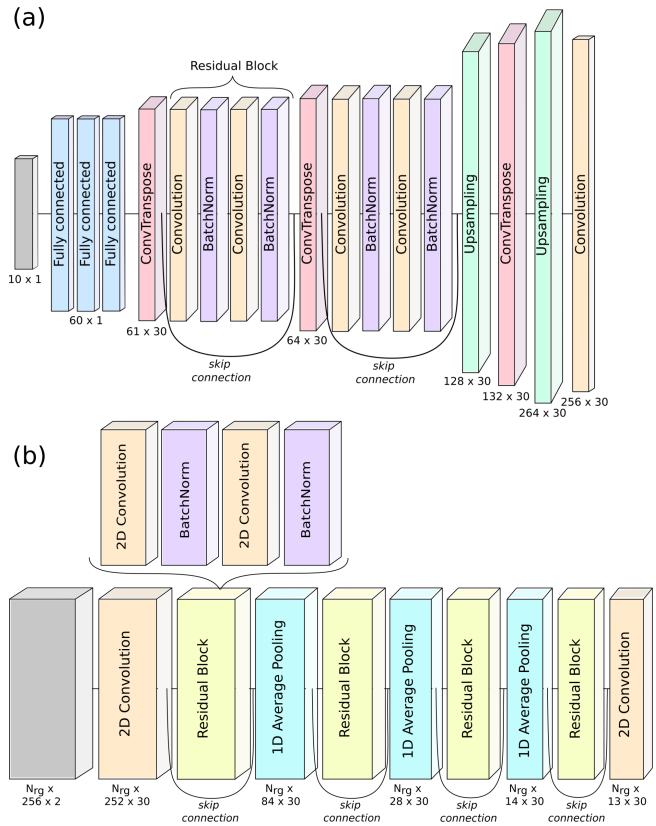 (a)
Residual Block
Fully connected
Fully connected
Fully connected
ConvTranspose
Convolution
BatchNorm
Convolution
BatchNorm
ConvTranspose
Convolution
BatchNorm
Convolution
BatchNorm
Upsampling
ConvTranspose
Upsampling
Convolution
10 x 1
60 x 1
61 x 30
skip
connection
64 x 30
skip
connection
128 x 30
132 x 30
264 x 30
256 x 30
(b)
2D Convolution
BatchNorm
2D Convolution
BatchNorm
2D Convolution
Residual Block
1D Average Pooling
Residual Block
1D Average Pooling
Residual Block
1D Average Pooling
Residual Block
2D Convolution
Nrg x
256 x 2
Nrg x
252 x 30
skip
connection
Nrg x
84 x 30
skip
connection
Nrg x
28 x 30
skip
connection
Nrg x
14 x 30
skip
connection
Nrg x
13 x 30